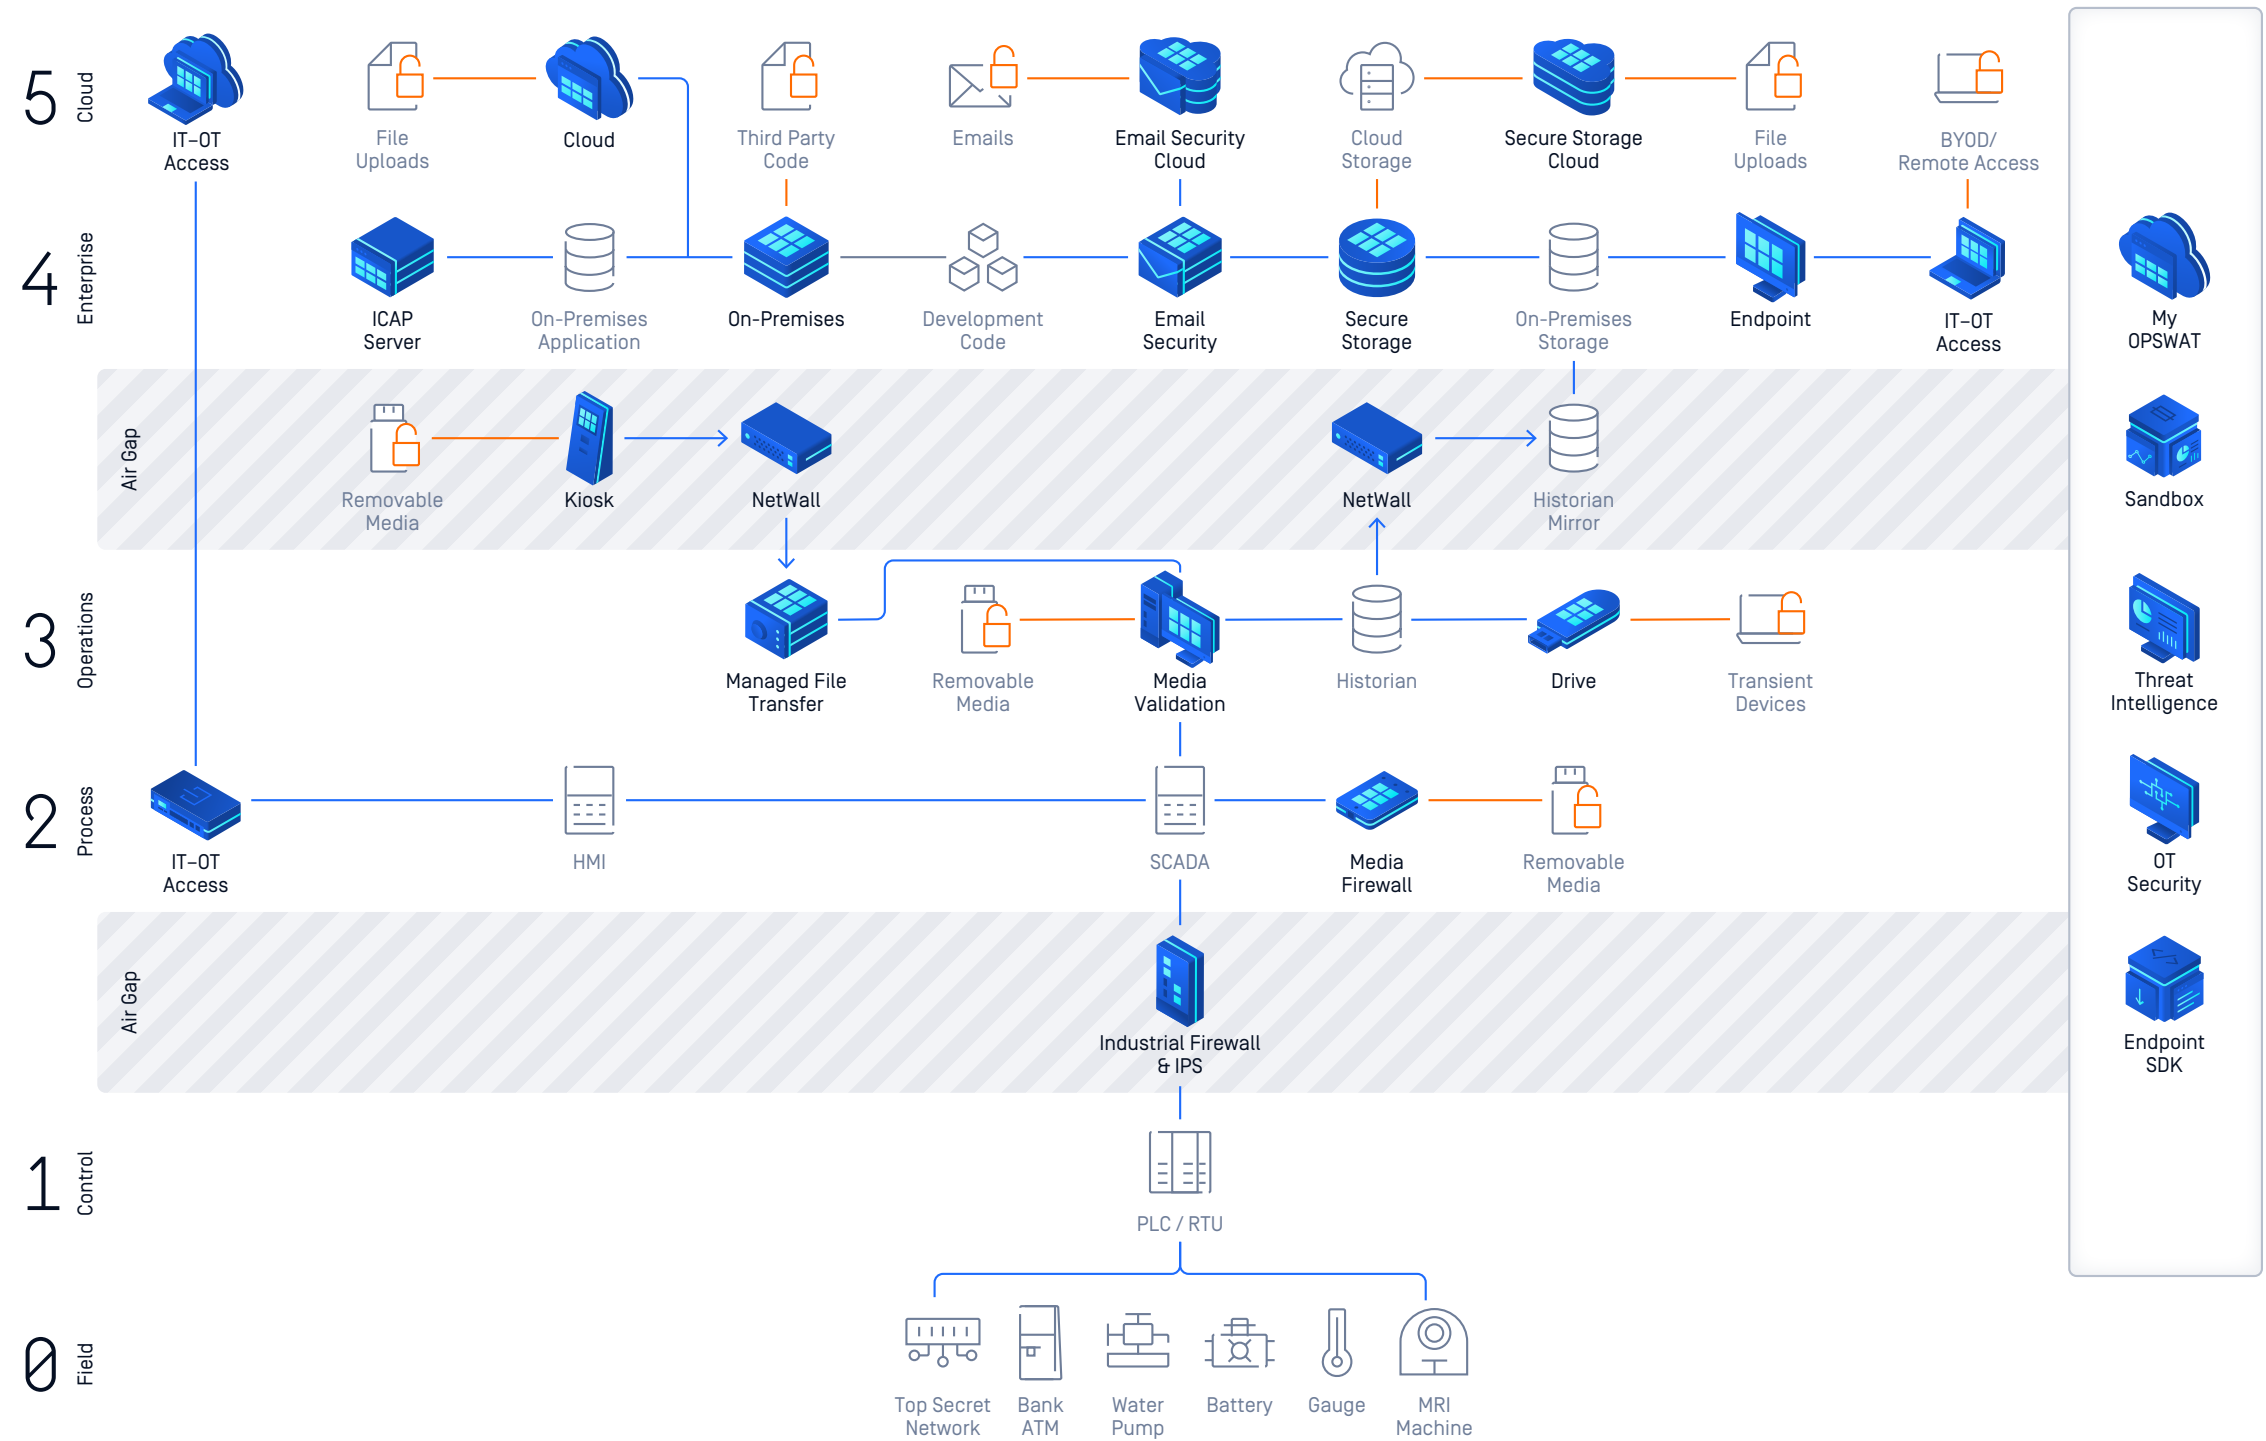 5
Cloud
IT–OT
Access
File
Uploads
Cloud
Third Party
Code
Emails
Email Security
Cloud
Cloud
Storage
Secure Storage
Cloud
File
Uploads
BYOD/
Remote Access
4
Enterprise
ICAP
Server
On-Premises
Application
On-Premises
Development
Code
Email
Security
Secure
Storage
On-Premises
Storage
Endpoint
IT–OT
Access
My
OPSWAT
Air Gap
Removable
Media
Kiosk
NetWall
NetWall
Historian
Mirror
Sandbox
3
Operations
Managed File
Transfer
Removable
Media
Media
Validation
Historian
Drive
Transient
Devices
Threat
Intelligence
2
Process
IT–OT
Access
HMI
SCADA
Media
Firewall
Removable
Media
OT
Security
Air Gap
Industrial Firewall
& IPS
Endpoint
SDK
1
Control
PLC / RTU
0
Field
Top Secret
Network
Bank
ATM
Water
Pump
Battery
Gauge
MRI
Machine